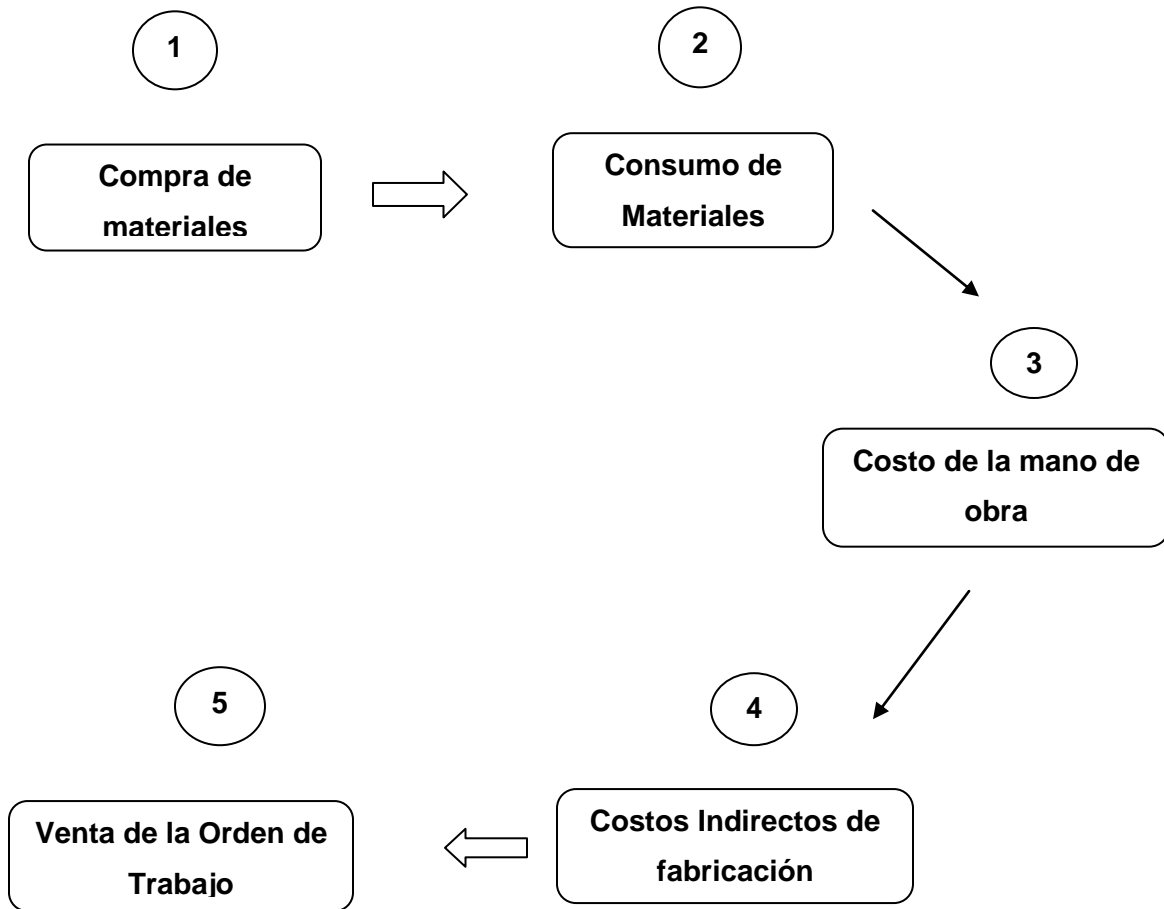 1
Compra de
materiales
2
Consumo de
Materiales
3
Costo de la mano de
obra
4
Costos Indirectos de
fabricación
5
Venta de la Orden de
Trabajo